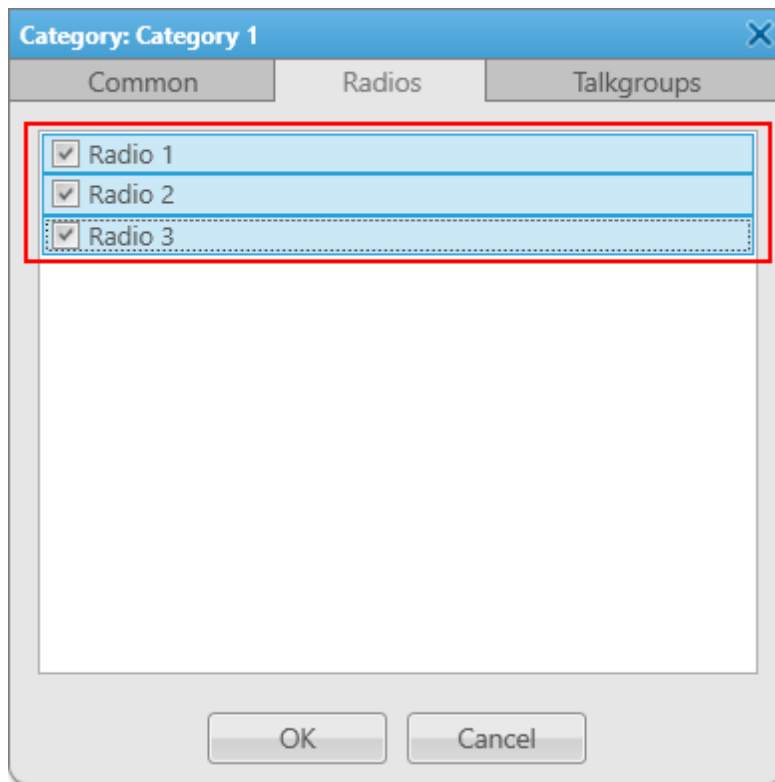 Category: Category 1
Common Radios Talkgroups
Radio 1
Radio 2
Radio 3
OK Cancel